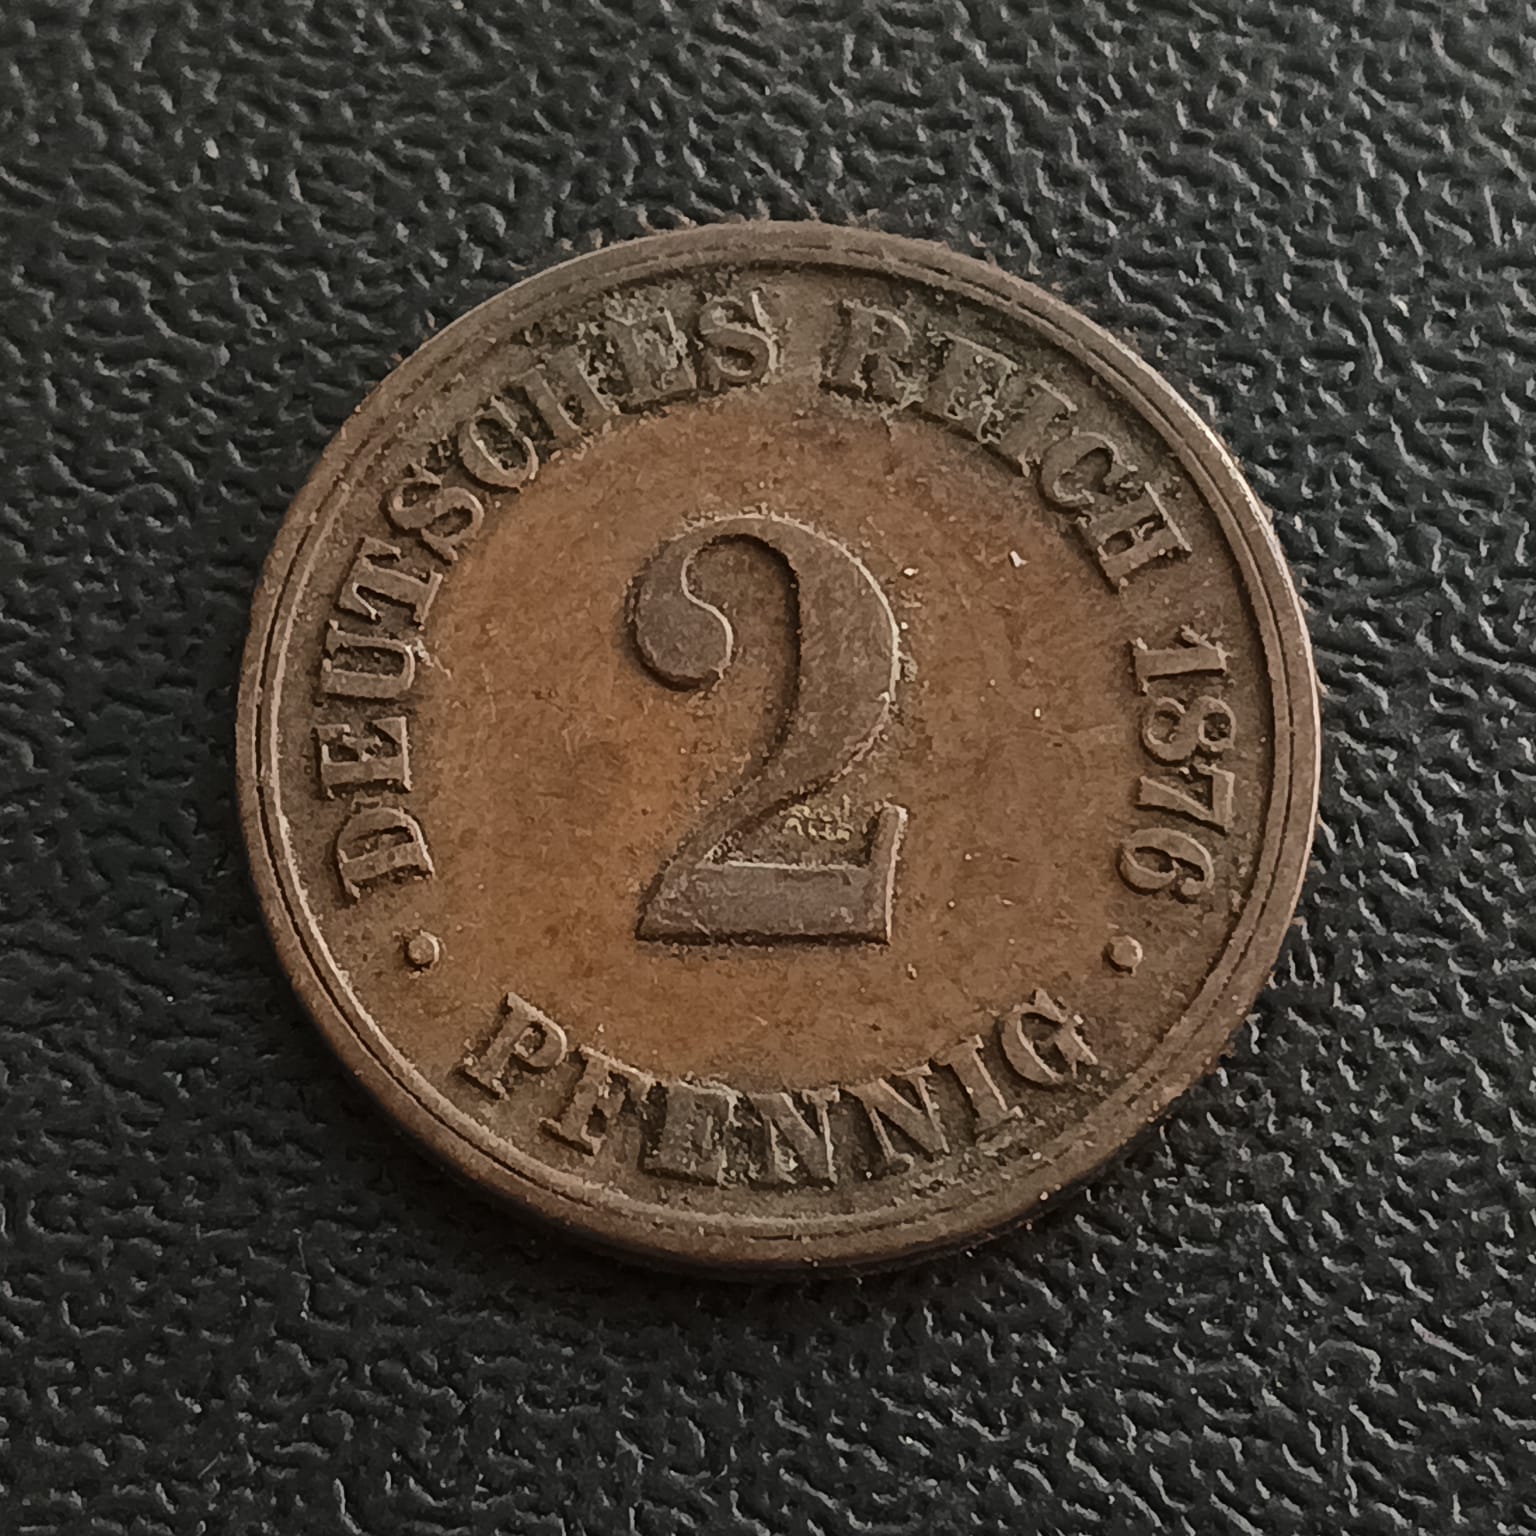 DEUTSCHES REICH 1876
2
• PFENNIG •